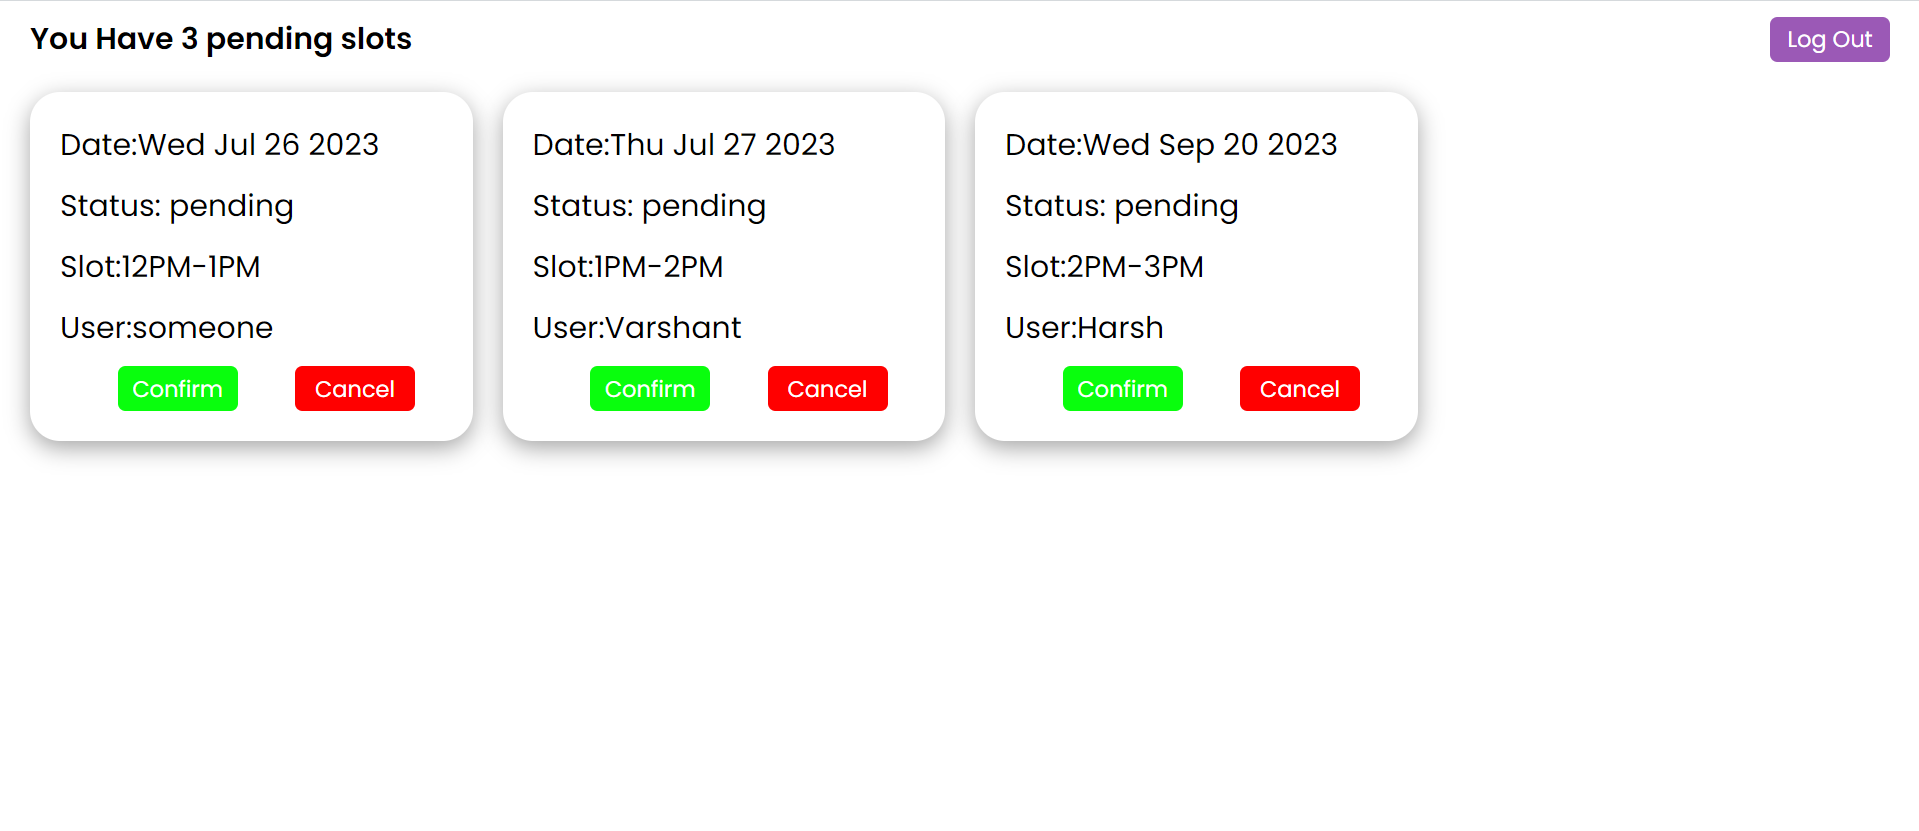 You Have 3 pending slots
Log Out
Date:Wed Jul 26 2023
Status: pending
Slot:12PM-1PM
User:someone
Confirm Cancel
Date:Thu Jul 27 2023
Status: pending
Slot:1PM-2PM
User:Varshant
Confirm Cancel
Date:Wed Sep 20 2023
Status: pending
Slot:2PM-3PM
User:Harsh
Confirm Cancel